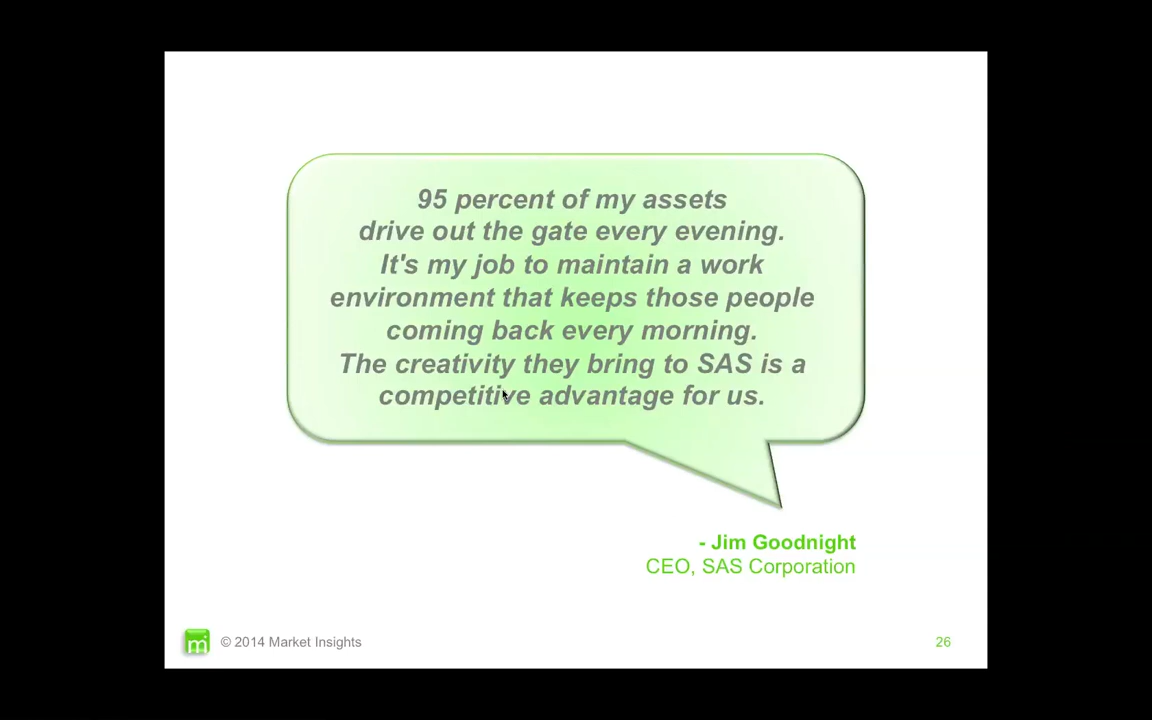 95 percent of my assets
drive out the gate every evening.
It's my job to maintain a work
environment that keeps those people
coming back every morning.
The creativity they bring to SAS is a
competitive advantage for us.
- Jim Goodnight
CEO, SAS Corporation
mi © 2014 Market Insights
26